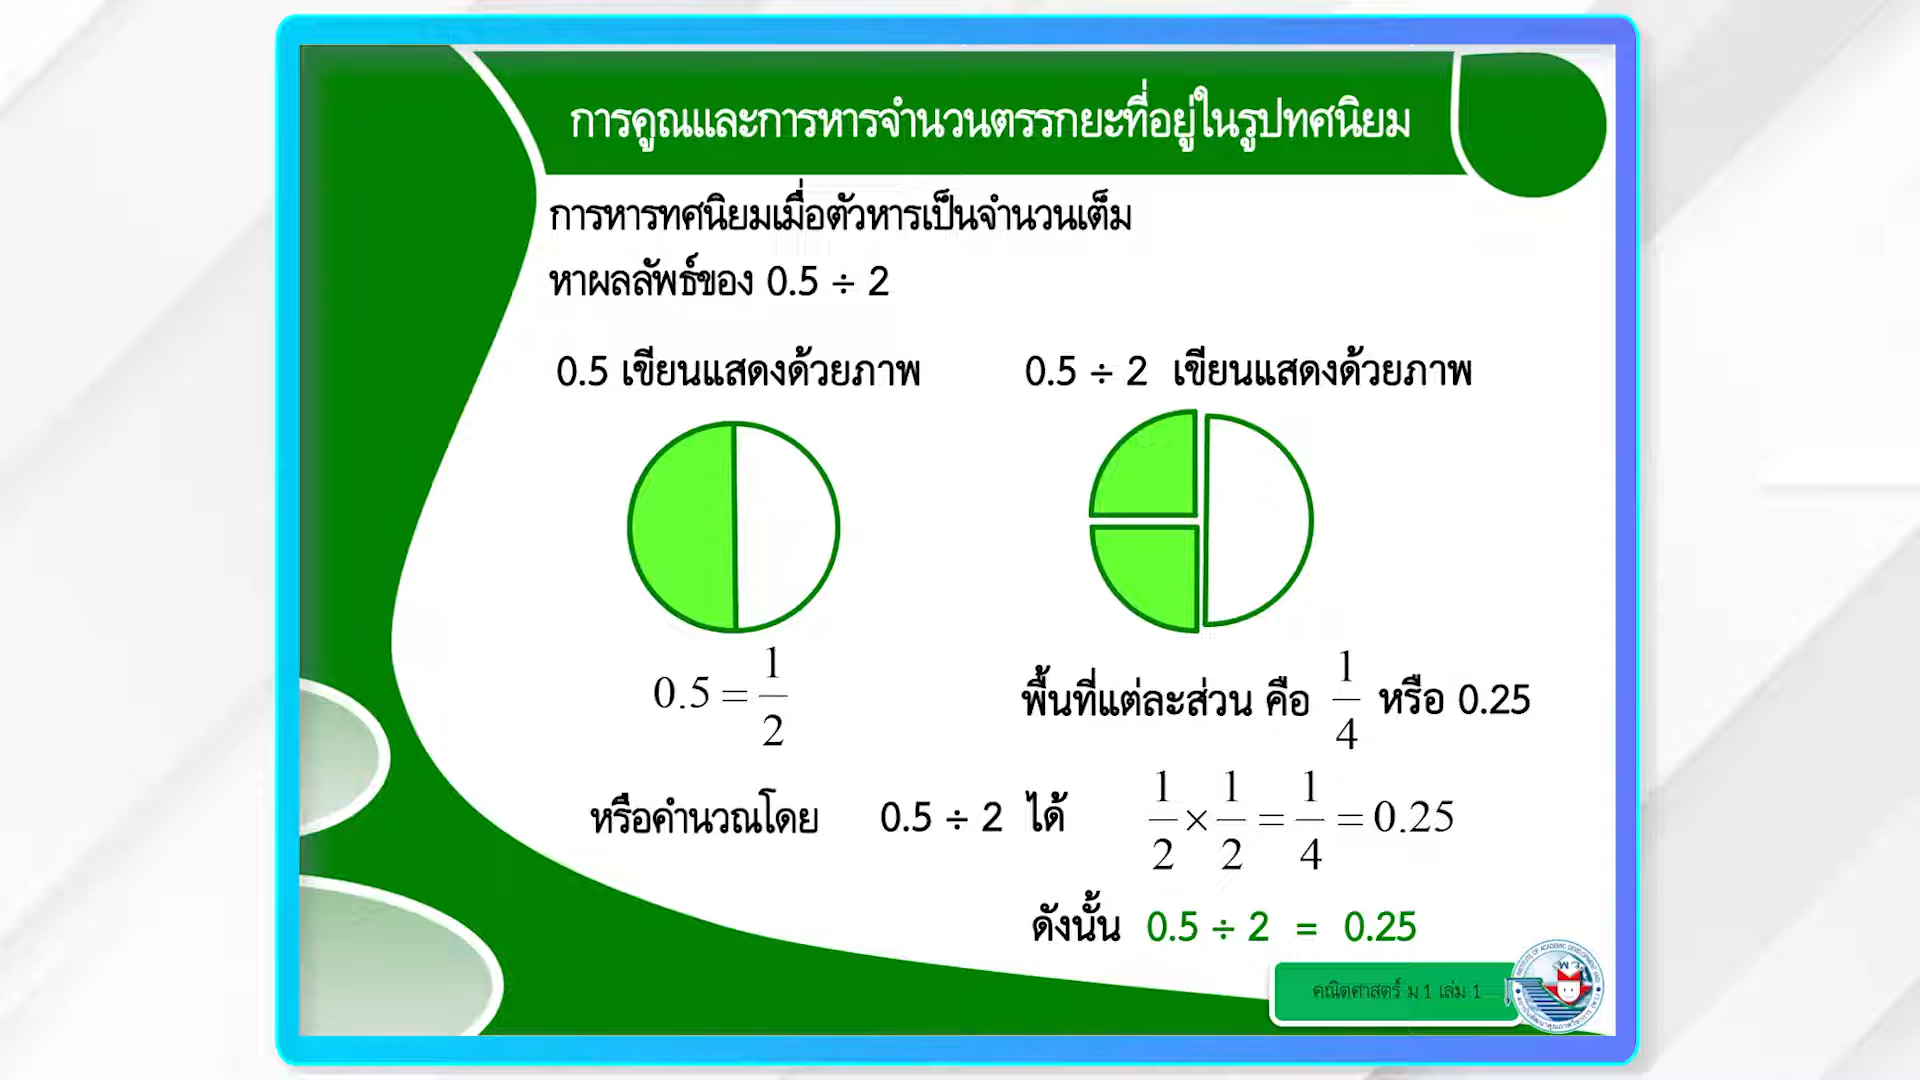 การคูณและการหารจำนวนตรรกยะที่อยู่ในรูปทศนิยม
การหารทศนิยมเมื่อตัวหารเป็นจำนวนเต็ม
หาผลลัพธ์ของ 0.5 ÷ 2
0.5 เขียนแสดงด้วยภาพ
0.5 ÷ 2 เขียนแสดงด้วยภาพ
0.5 = 1/2
พื้นที่แต่ละส่วน คือ 1/4 หรือ 0.25
หรือคำนวณโดย 0.5 ÷ 2 ได้ 1/2 × 1/2 = 1/4 = 0.25
ดังนั้น 0.5 ÷ 2 = 0.25
คณิตศาสตร์ ม.1 เล่ม 1
พว.